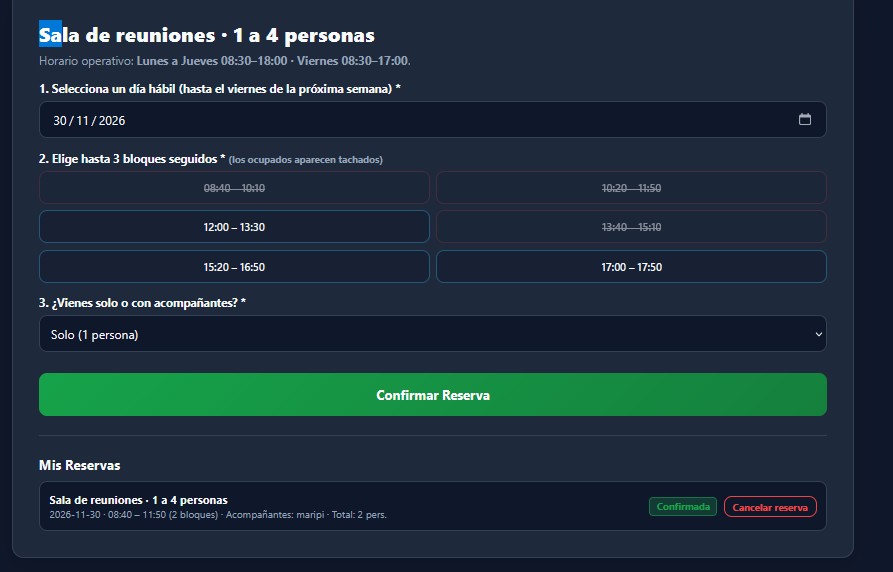 Sala de reuniones · 1 a 4 personas
Horario operativo: Lunes a Jueves 08:30–18:00 · Viernes 08:30–17:00.
1. Selecciona un día hábil (hasta el viernes de la próxima semana) *
30 / 11 / 2026
2. Elige hasta 3 bloques seguidos * (los ocupados aparecen tachados)
08:40 – 10:10 10:20 – 11:50
12:00 – 13:30 13:40 – 15:10
15:20 – 16:50 17:00 – 17:50
3. ¿Vienes solo o con acompañantes? *
Solo (1 persona)
Confirmar Reserva
Mis Reservas
Sala de reuniones · 1 a 4 personas
2026-11-30 · 08:40 – 11:50 (2 bloques) · Acompañantes: maripi · Total: 2 pers.
Confirmada Cancelar reserva